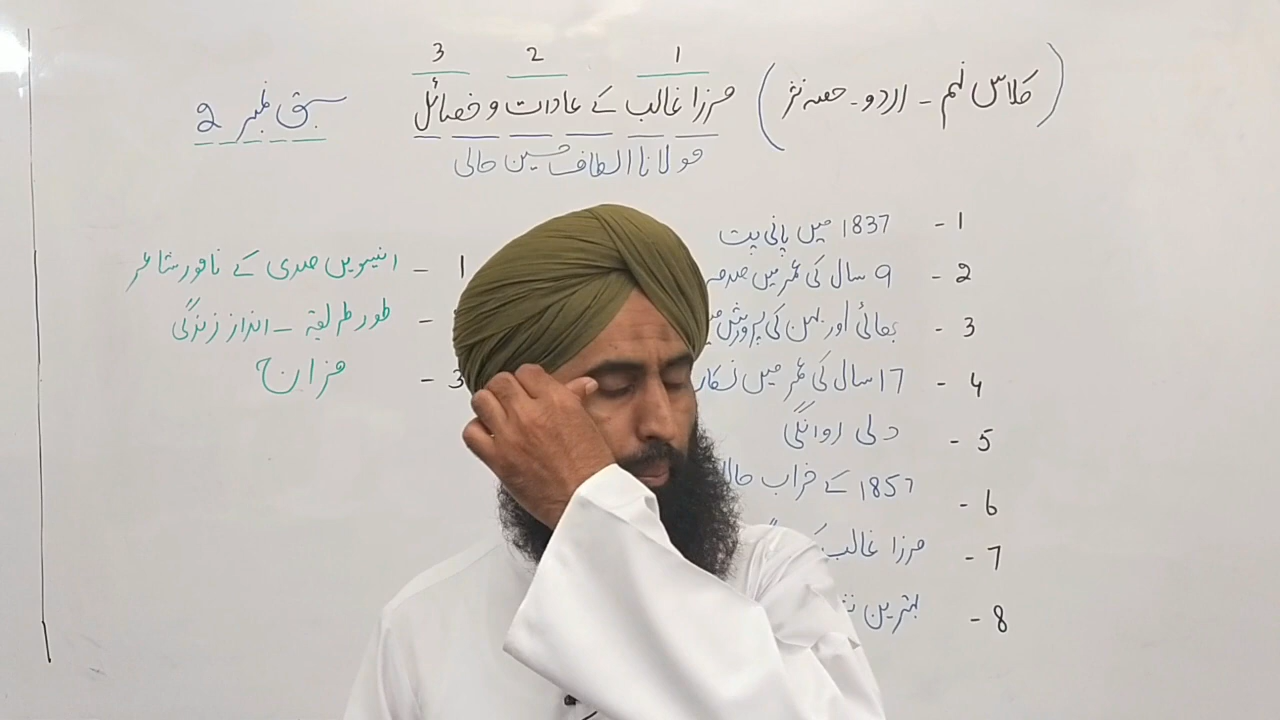 (کلاس نہم - اردو - حصہ نثر) مرزا غالب کے عادات و خصائل سبق نمبر 2
1 2 3
مولانا الطاف حسین حالی
1 - 1837 میں پانی پت
2 - 9 سال کی عمر میں صدمہ
3 - بھائی اور بہن کی پرورش
4 - 17 سال کی عمر میں
5 - دلی روانگی
6 - 1857 کے خراب
7 - مرزا غالب
8 - بہترین
1 - انیسویں صدی کے نامور شاعر
- طور طریقہ - انداز زندگی
3 - مزاج